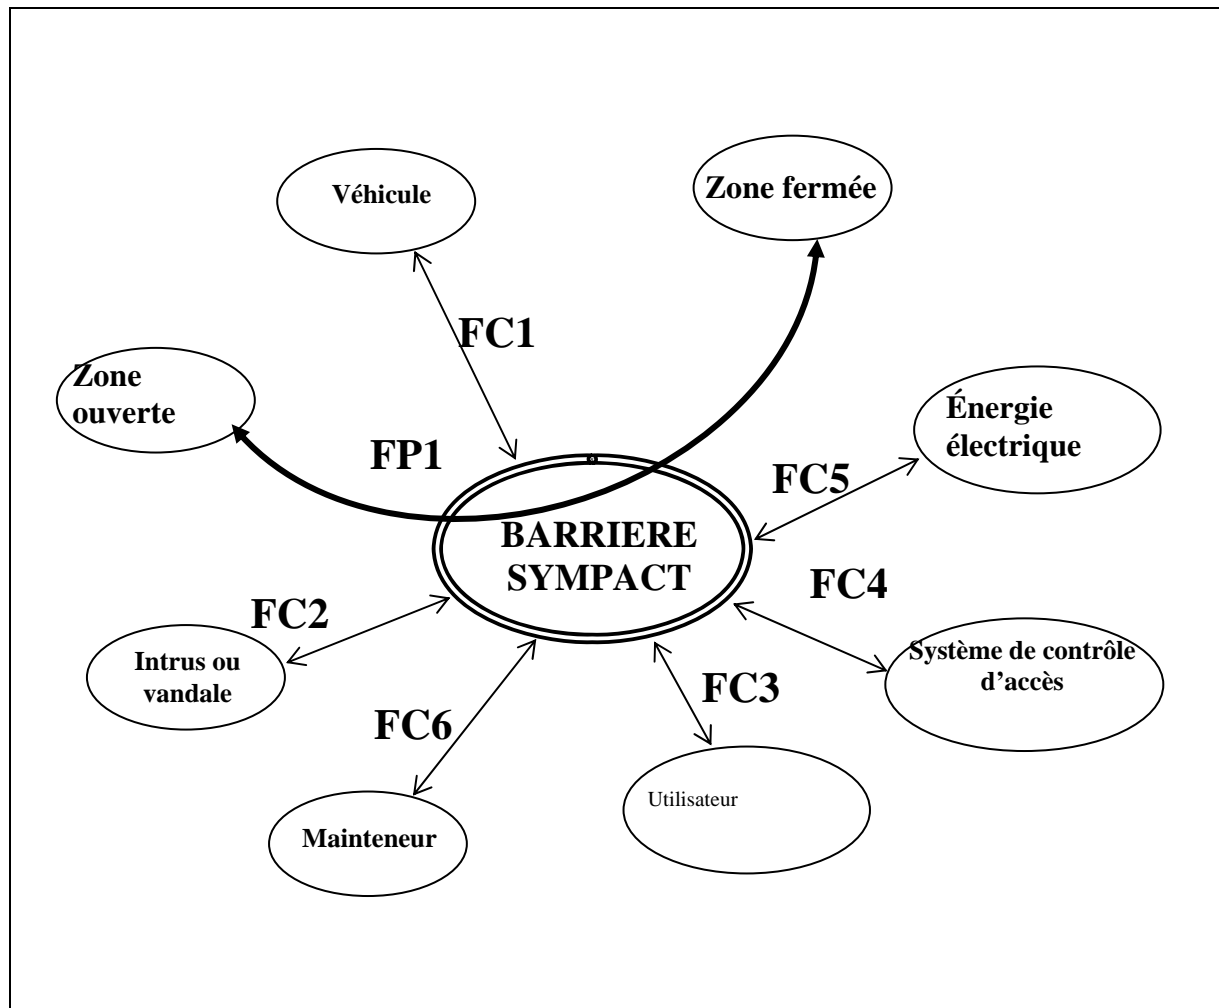 Véhicule
Zone fermée
FC1
Zone
ouverte
Énergie
électrique
FP1
FC5
BARRIERE
SYMPACT
FC4
FC2
Intrus ou
vandale
Système de contrôle
d’accès
FC3
FC6
Utilisateur
Mainteneur